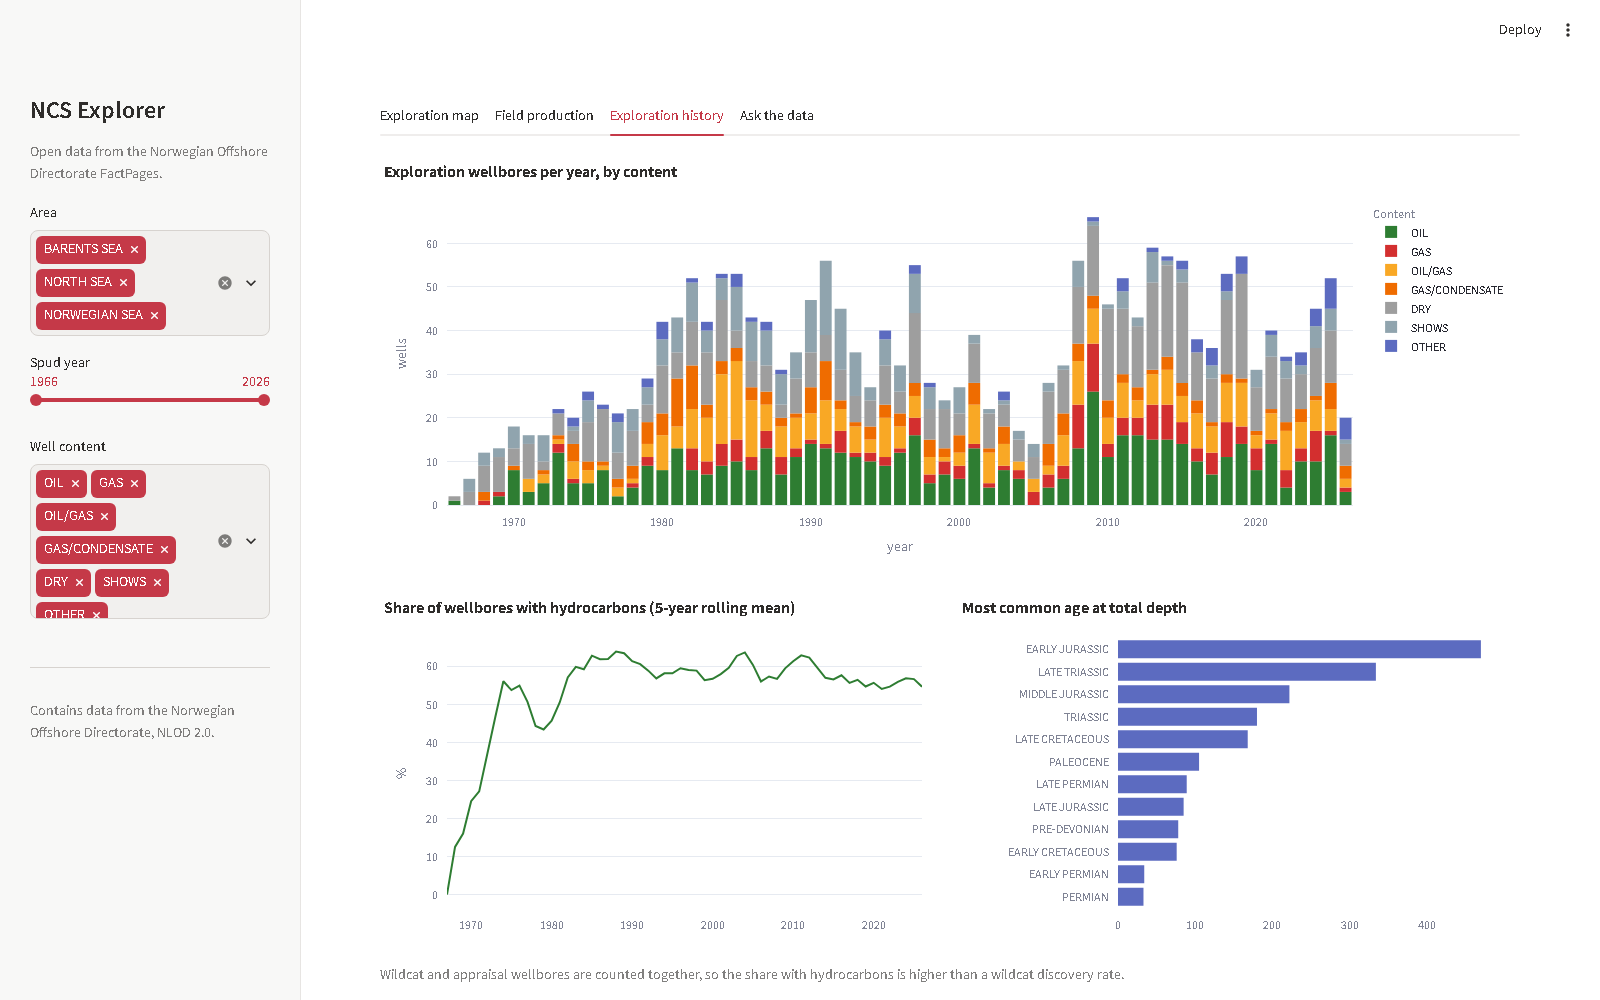 Deploy
NCS Explorer
Open data from the Norwegian Offshore
Directorate FactPages.
Area
BARENTS SEA
NORTH SEA
NORWEGIAN SEA
Spud year
1966 2026
Well content
OIL GAS
OIL/GAS
GAS/CONDENSATE
DRY SHOWS
OTHER
Contains data from the Norwegian
Offshore Directorate, NLOD 2.0.
Exploration map Field production Exploration history Ask the data
Exploration wellbores per year, by content
wells
60
50
40
30
20
10
0
1970 1980 1990 2000 2010 2020
year
Content
OIL
GAS
OIL/GAS
GAS/CONDENSATE
DRY
SHOWS
OTHER
Share of wellbores with hydrocarbons (5-year rolling mean)
%
60
50
40
30
20
10
0
1970 1980 1990 2000 2010 2020
Most common age at total depth
EARLY JURASSIC
LATE TRIASSIC
MIDDLE JURASSIC
TRIASSIC
LATE CRETACEOUS
PALEOCENE
LATE PERMIAN
LATE JURASSIC
PRE-DEVONIAN
EARLY CRETACEOUS
EARLY PERMIAN
PERMIAN
0 100 200 300 400
Wildcat and appraisal wellbores are counted together, so the share with hydrocarbons is higher than a wildcat discovery rate.